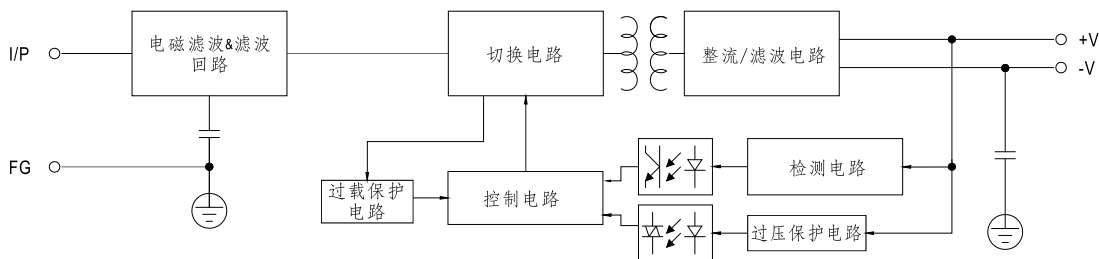 I/P
电磁滤波&滤波
回路
切换电路
整流/滤波电路
+V
-V
FG
过载保护
电路
控制电路
检测电路
过压保护电路